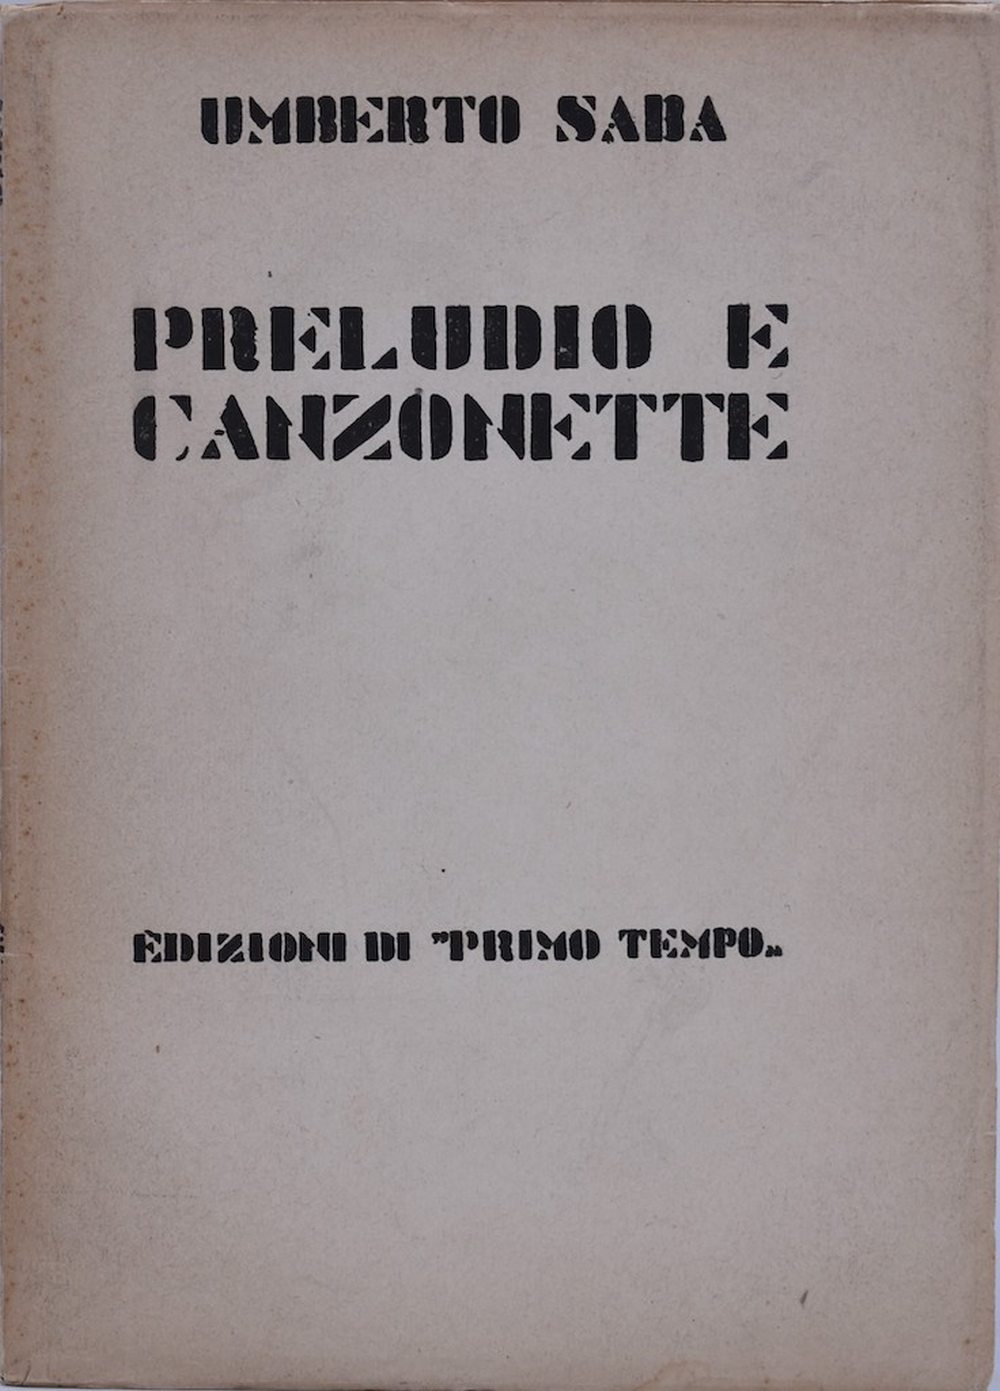 UMBERTO SABA
PRELUDIO E
CANZONETTE
EDIZIONI DI "PRIMO TEMPO„